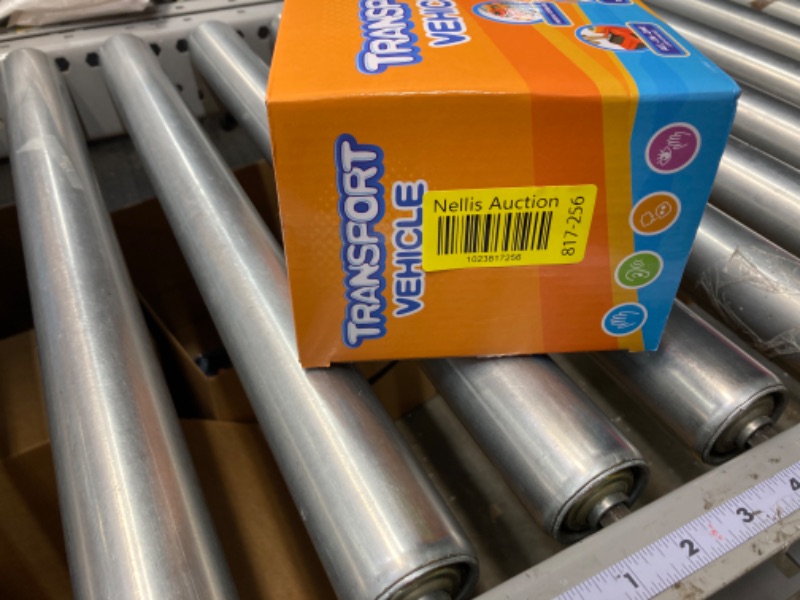 TRANSPORT
VEHICLE
TRANSPORT
VEHICLE
Nellis Auction
1023817256
817-256
1
2
3
4